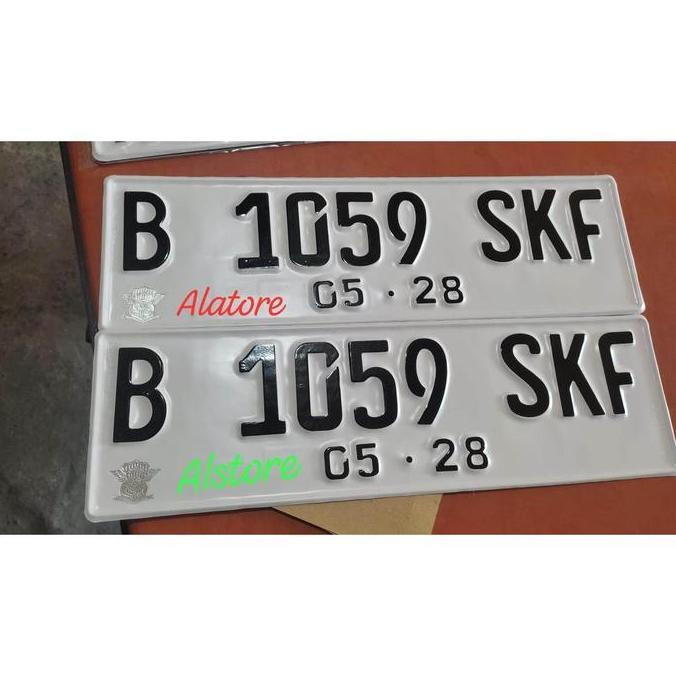 B 1059 SKF
Alatore 05 · 28
B 1059 SKF
Alstore 05 · 28